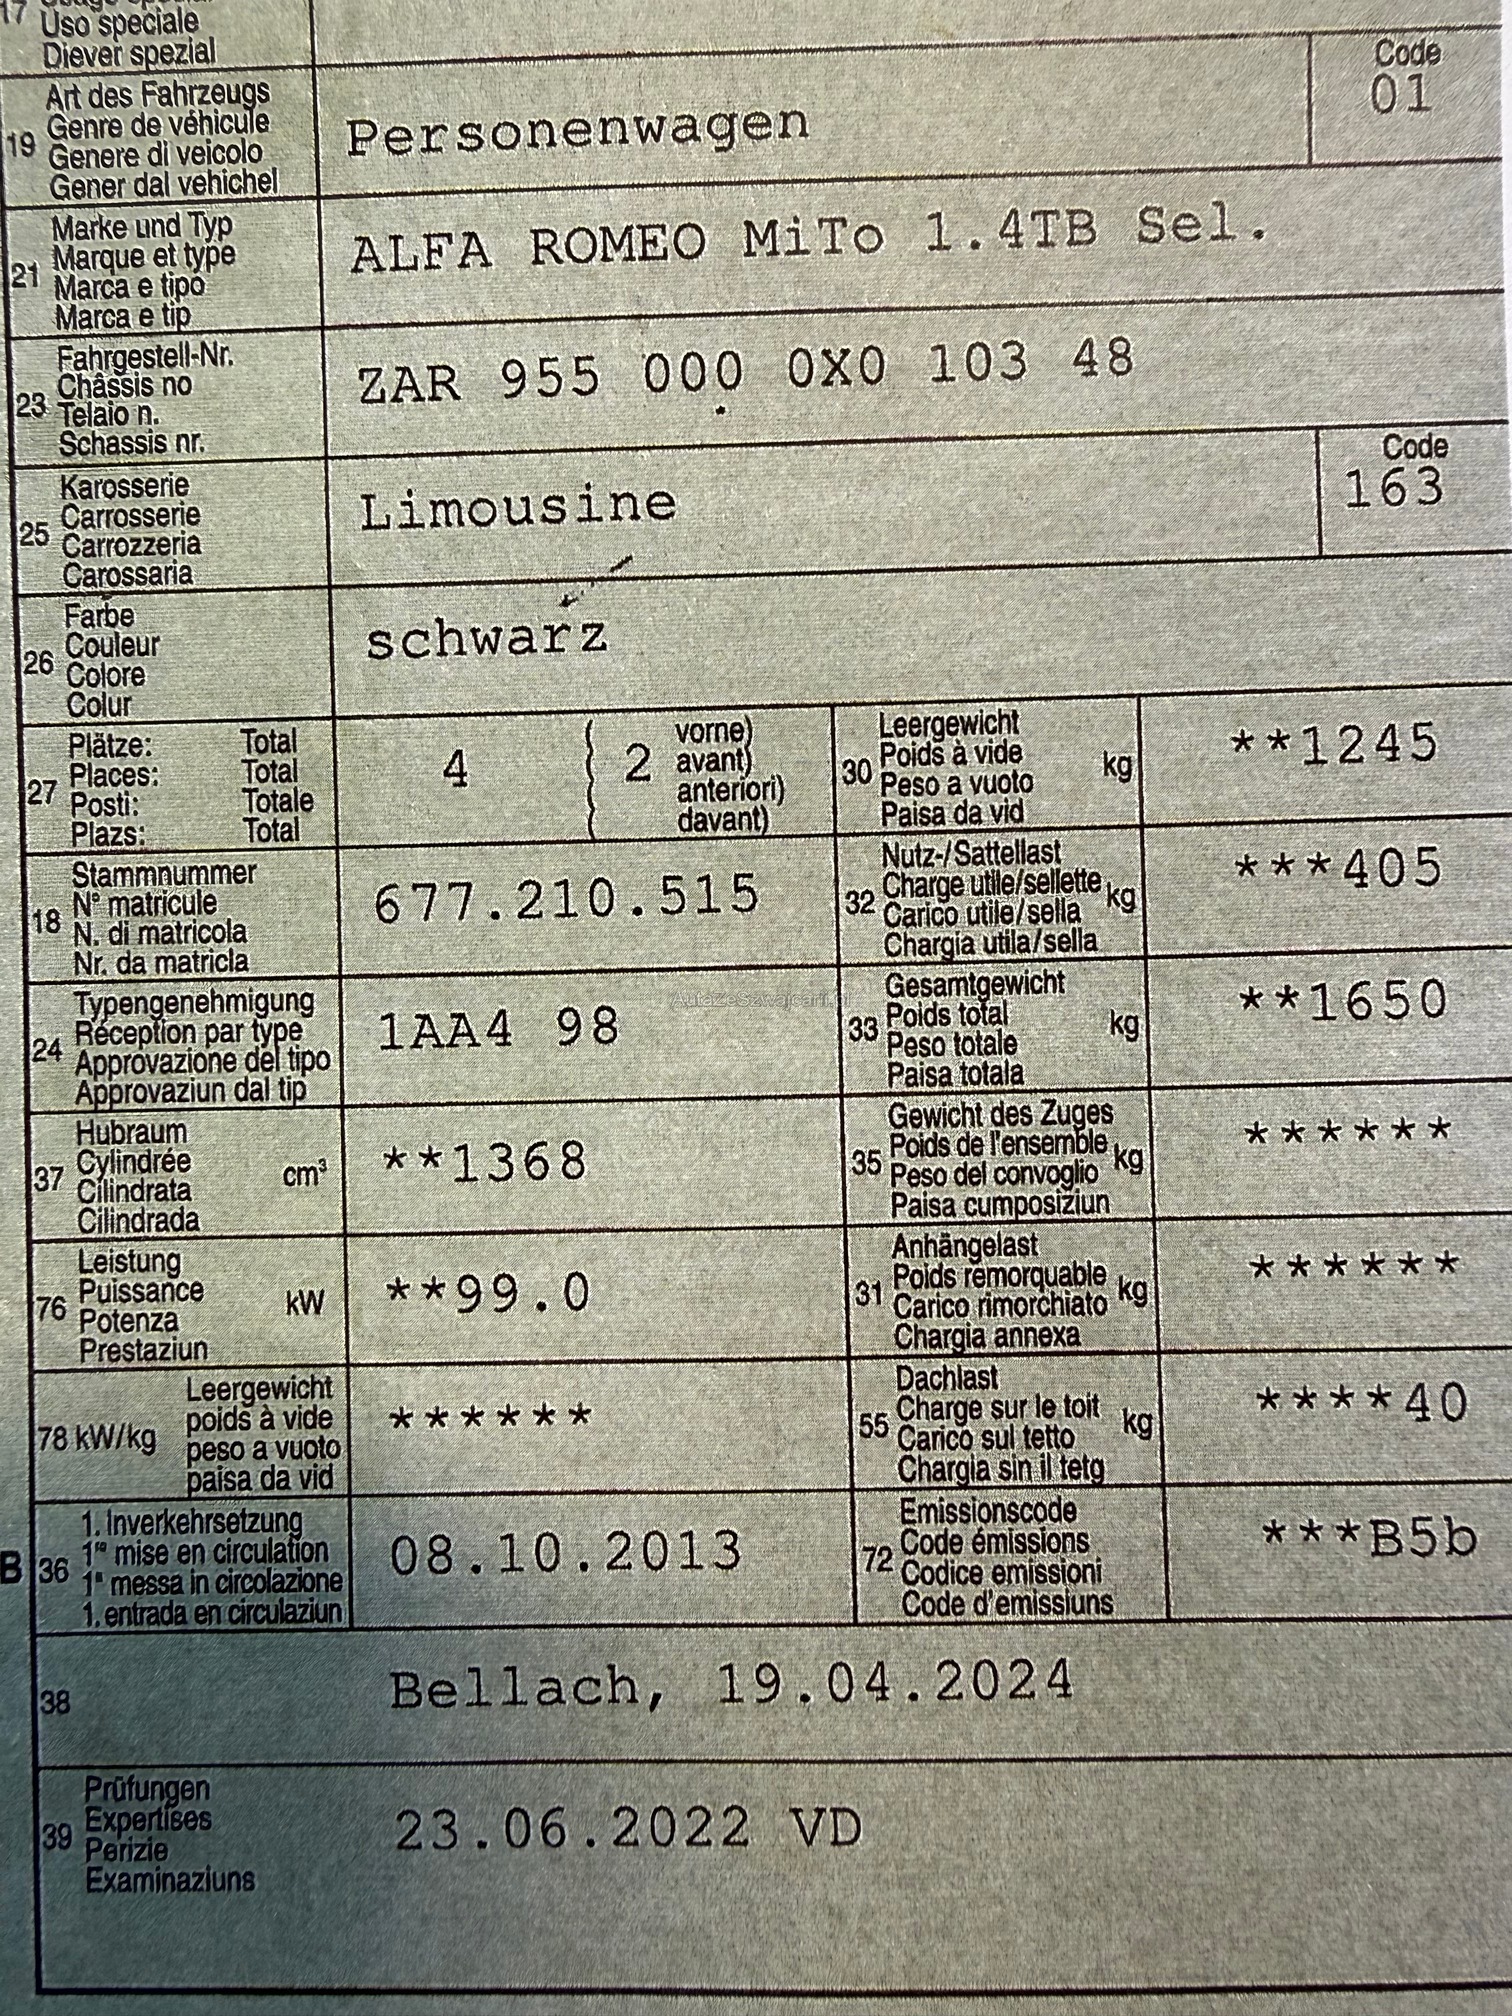 17 Usage spécial
Uso speciale
Diever spezial
19 Art des Fahrzeugs
Genre de véhicule
Genere di veicolo
Gener dal vehichel
Personenwagen
Code
01
21 Marke und Typ
Marque et type
Marca e tipo
Marca e tip
ALFA ROMEO MiTo 1.4TB Sel.
23 Fahrgestell-Nr.
Châssis no
Telaio n.
Schassis nr.
ZAR 955 000 0X0 103 48
25 Karosserie
Carrosserie
Carrozzeria
Carossaria
Limousine
Code
163
26 Farbe
Couleur
Colore
Colur
schwarz
27 Plätze: Total
Places: Total
Posti: Totale
Plazs: Total
4 2 vorne)
avant)
anteriori)
davant)
30 Leergewicht
Poids à vide kg
Peso a vuoto
Paisa da vid
**1245
18 Stammnummer
N° matricule
N. di matricola
Nr. da matricla
677.210.515
32 Nutz-/Sattellast
Charge utile/sellette kg
Carico utile/sella
Chargia utila/sella
***405
24 Typengenehmigung
Réception par type
Approvazione del tipo
Approvaziun dal tip
1AA4 98
33 Gesamtgewicht
Poids total kg
Peso totale
Paisa totala
**1650
37 Hubraum
Cylindrée cm³
Cilindrata
Cilindrada
**1368
35 Gewicht des Zuges
Poids de l'ensemble kg
Peso del convoglio
Paisa cumposiziun
******
76 Leistung
Puissance kW
Potenza
Prestaziun
**99.0
31 Anhängelast
Poids remorquable kg
Carico rimorchiato
Chargia annexa
******
78 kW/kg Leergewicht
poids à vide
peso a vuoto
paisa da vid
******
55 Dachlast
Charge sur le toit kg
Carico sul tetto
Chargia sin il tetg
****40
B 36 1. Inverkehrsetzung
1re mise en circulation
1a messa in circolazione
1. entrada en circulaziun
08.10.2013
72 Emissionscode
Code émissions
Codice emissioni
Code d'emissiuns
***B5b
38 Bellach, 19.04.2024
39 Prüfungen
Expertises
Perizie
Examinaziuns
23.06.2022 VD